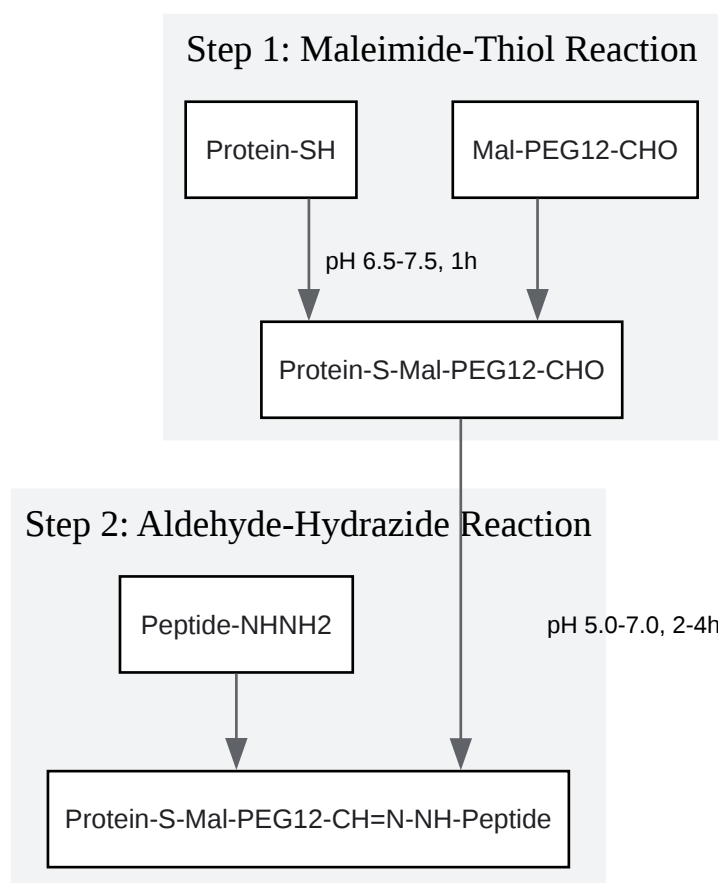 Step 1: Maleimide-Thiol Reaction
Protein-SH
Mal-PEG12-CHO
pH 6.5-7.5, 1h
Protein-S-Mal-PEG12-CHO
Step 2: Aldehyde-Hydrazide Reaction
Peptide-NHNH2
pH 5.0-7.0, 2-4h
Protein-S-Mal-PEG12-CH=N-NH-Peptide